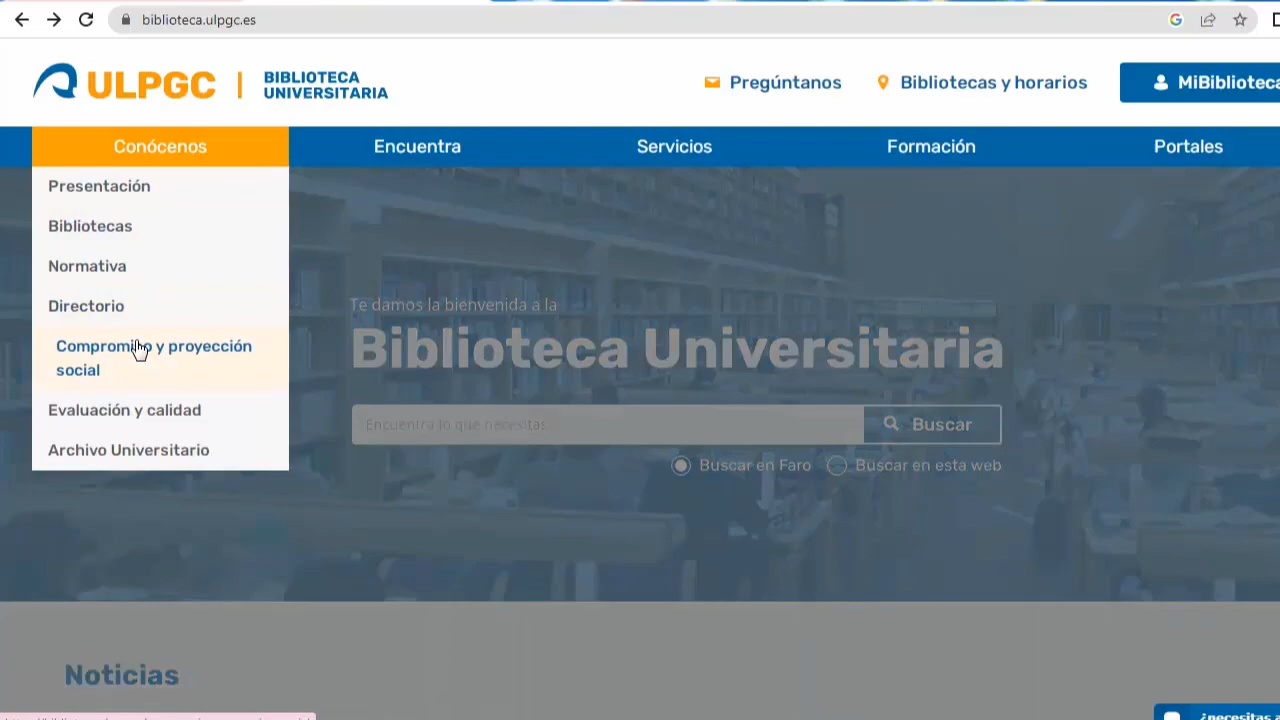 biblioteca.ulpgc.es
ULPGC
BIBLIOTECA
UNIVERSITARIA
Pregúntanos
Bibliotecas y horarios
MiBiblioteca
Conócenos
Encuentra
Servicios
Formación
Portales
Presentación
Bibliotecas
Normativa
Directorio
Compromiso y proyección
social
Evaluación y calidad
Archivo Universitario
Te damos la bienvenida a la
Biblioteca Universitaria
Encuentra lo que necesitas
Buscar
Buscar en Faro
Buscar en esta web
Noticias
¿necesitas a